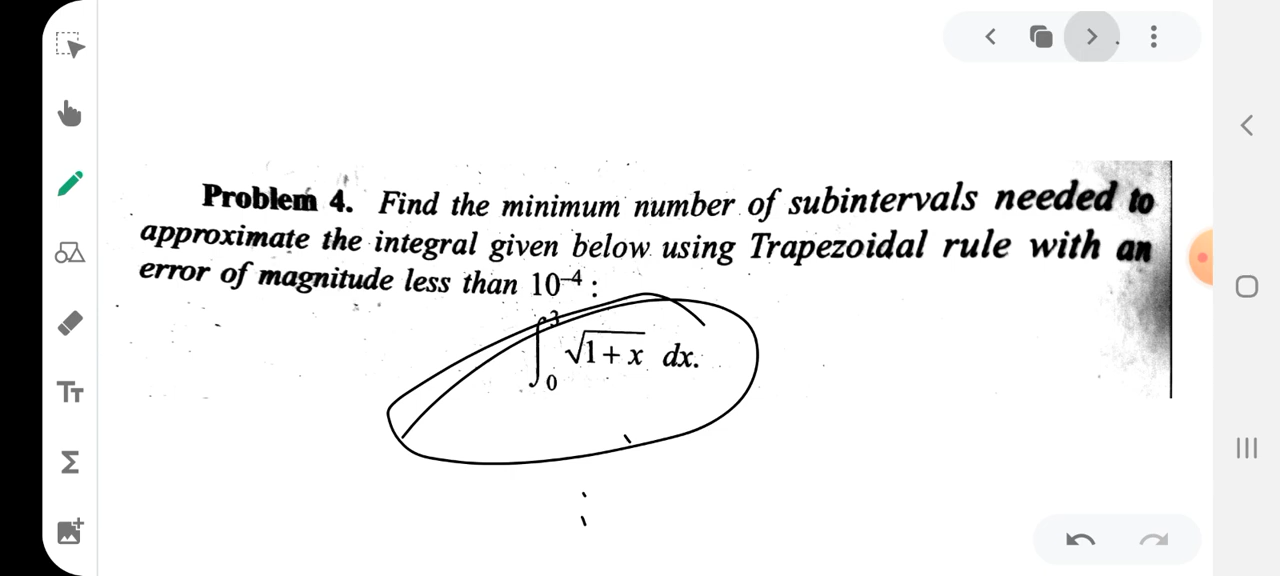 Problem 4. Find the minimum number of subintervals needed to
approximate the integral given below using Trapezoidal rule with an
error of magnitude less than 10⁻⁴ :
∫₀³ √1+x dx.
TT
Σ